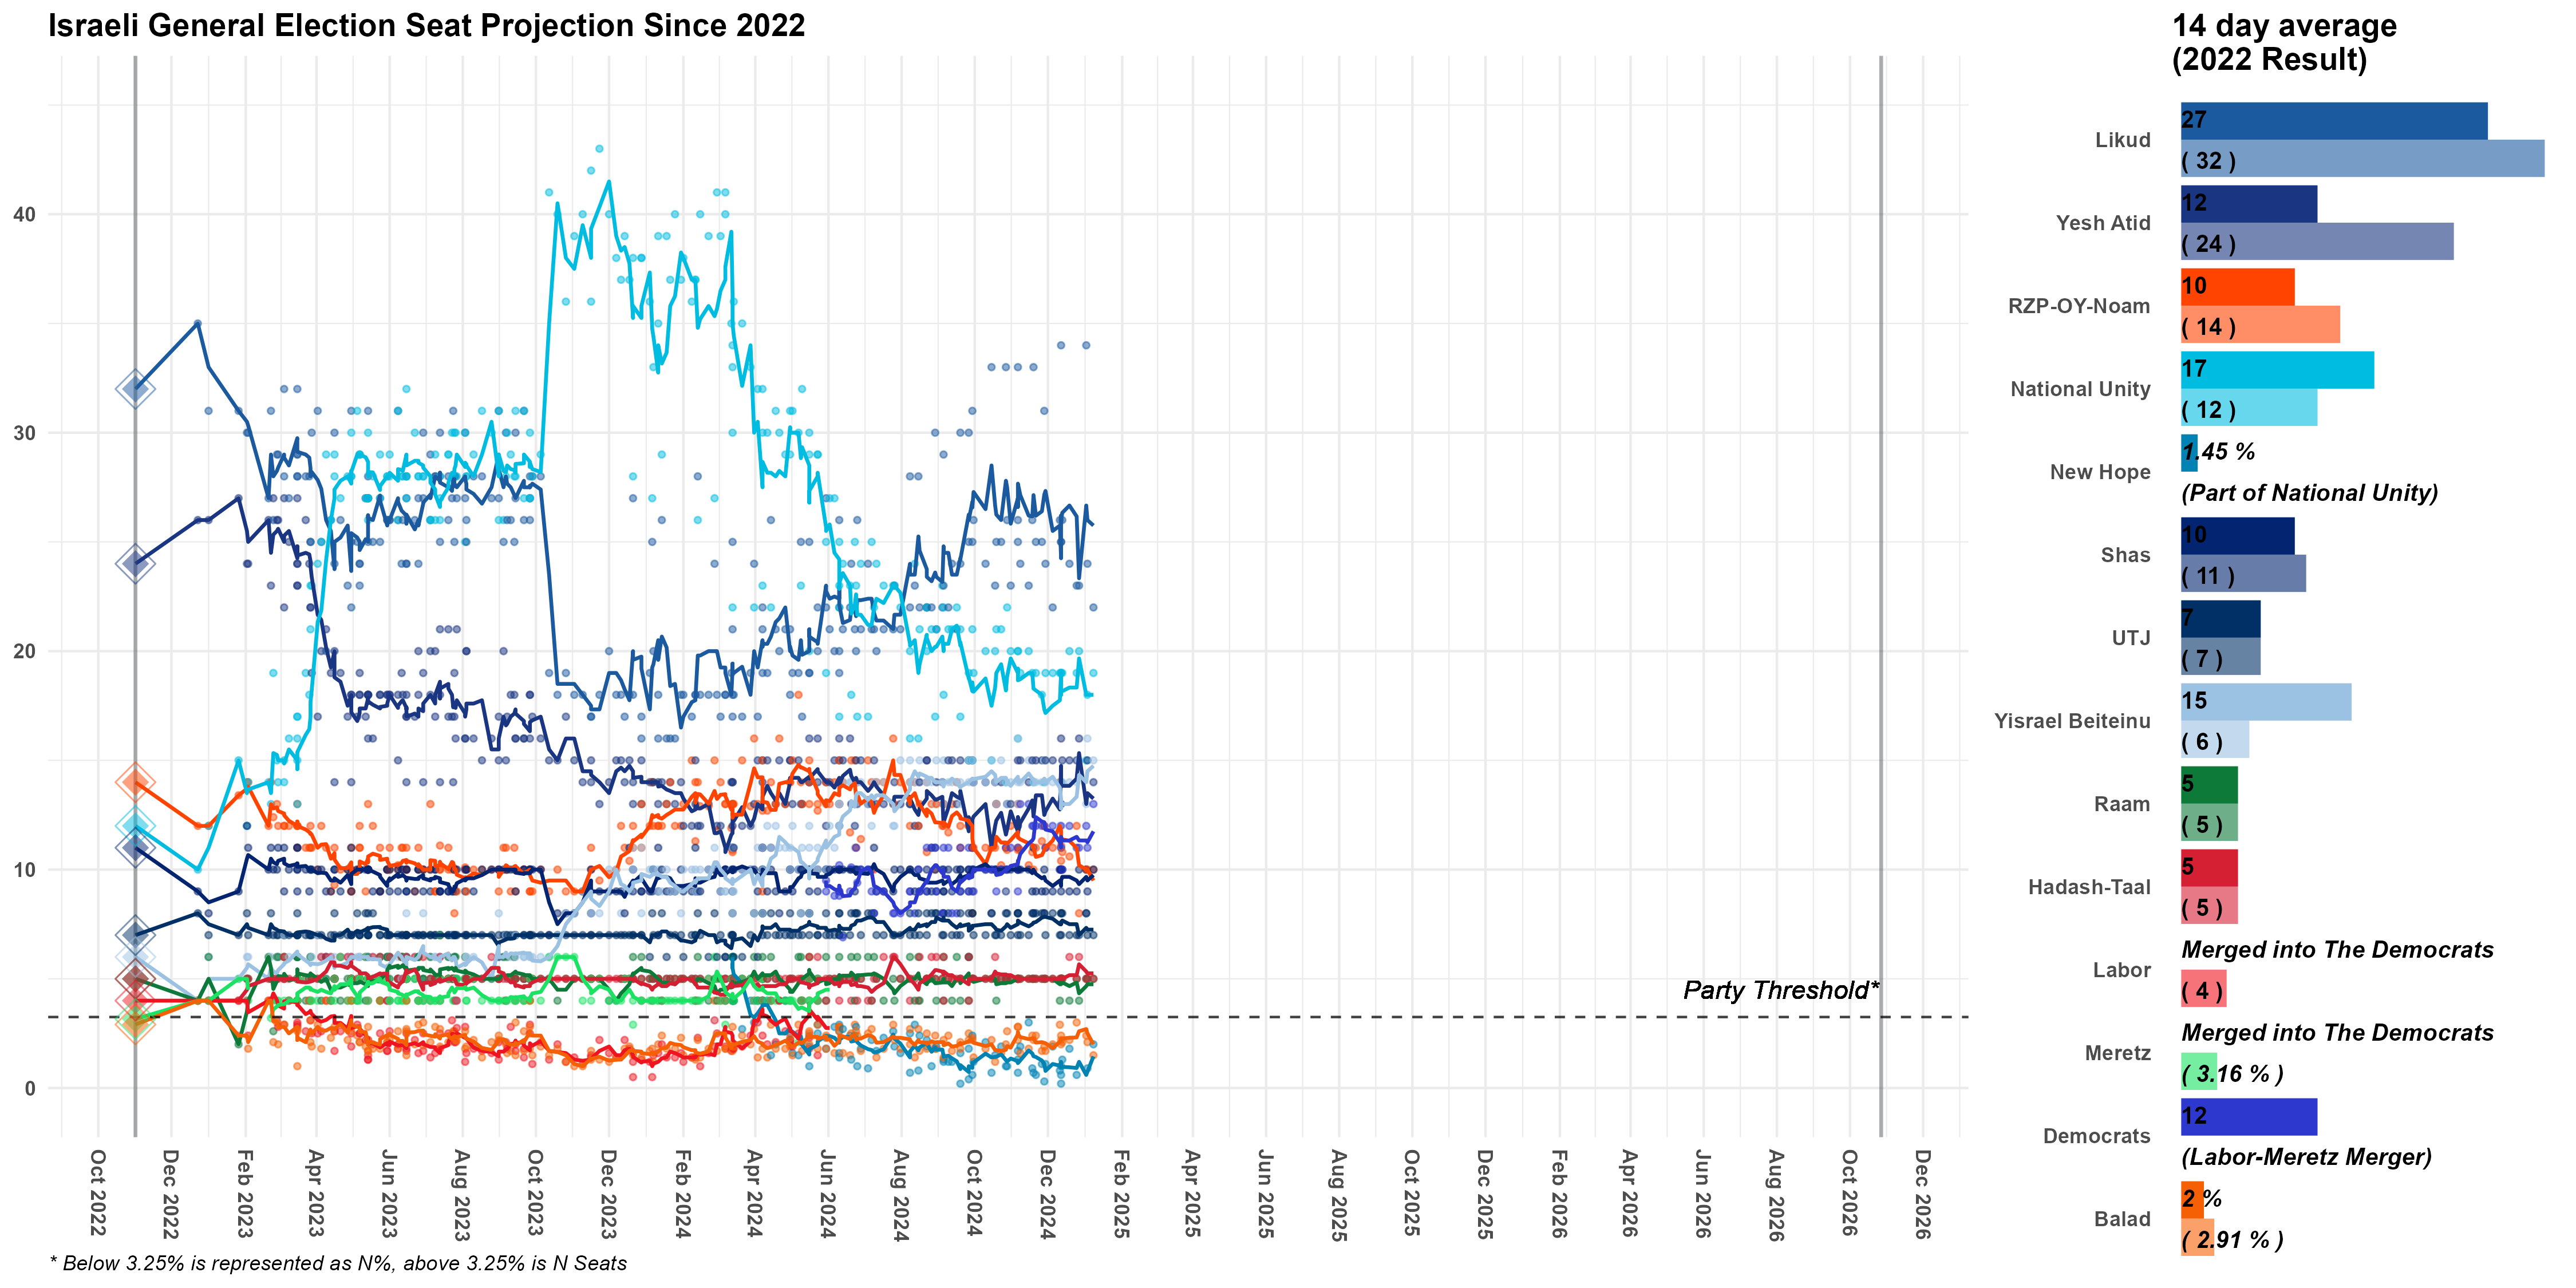 Israeli General Election Seat Projection Since 2022
14 day average
(2022 Result)
40
30
20
10
0
Party Threshold*
Oct 2022
Dec 2022
Feb 2023
Apr 2023
Jun 2023
Aug 2023
Oct 2023
Dec 2023
Feb 2024
Apr 2024
Jun 2024
Aug 2024
Oct 2024
Dec 2024
Feb 2025
Apr 2025
Jun 2025
Aug 2025
Oct 2025
Dec 2025
Feb 2026
Apr 2026
Jun 2026
Aug 2026
Oct 2026
Dec 2026
* Below 3.25% is represented as N%, above 3.25% is N Seats
Likud
27
( 32 )
Yesh Atid
12
( 24 )
RZP-OY-Noam
10
( 14 )
National Unity
17
( 12 )
New Hope
1.45 %
(Part of National Unity)
Shas
10
( 11 )
UTJ
7
( 7 )
Yisrael Beiteinu
15
( 6 )
Raam
5
( 5 )
Hadash-Taal
5
( 5 )
Labor
Merged into The Democrats
( 4 )
Meretz
Merged into The Democrats
( 3.16 % )
Democrats
12
(Labor-Meretz Merger)
Balad
2 %
( 2.91 % )